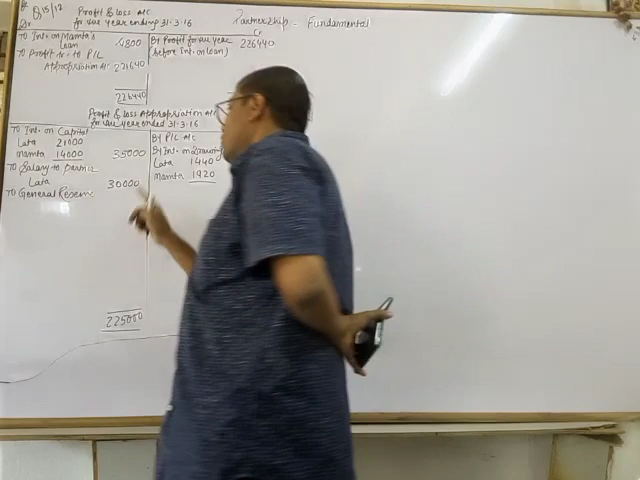 Q15/12
Profit & Loss A/c
for the year ending 31-3-16
Partnership - Fundamental
Dr
Cr
To Int. on Mamta's Loan 4800
By Profit for the year (before Int. on Loan) 226440
To Profit tr. to P/L
Appropriation A/c 221640
226440
Profit & Loss Appropriation A/c
for the year ended 31-3-16
To Int. on Capital
Lata 21000
Mamta 14000 35000
To Salary to Partner
Lata 30000
To General Reserve
225000
By P/L A/c
By Int. on Drawing
Lata 1440
Mamta 1920